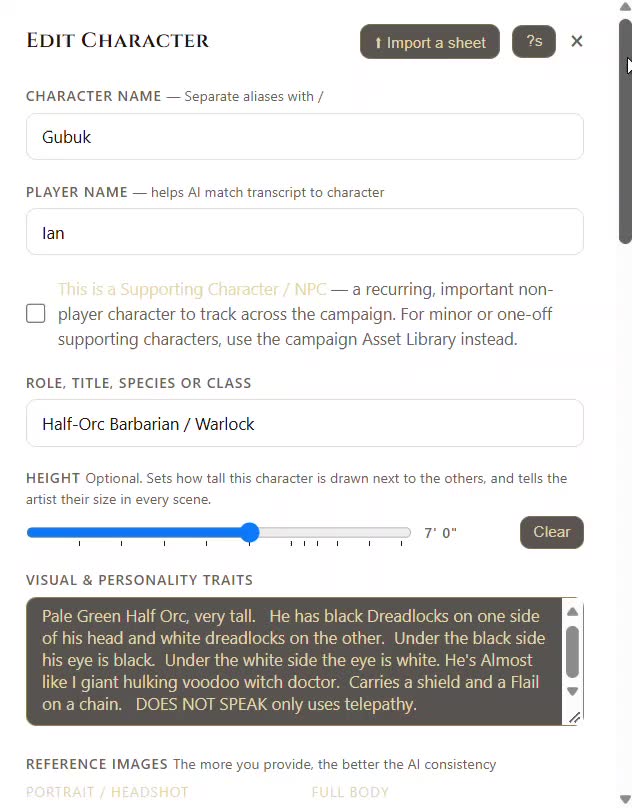 Edit Character
⬆ Import a sheet
?s
×
CHARACTER NAME — Separate aliases with /
Gubuk
PLAYER NAME — helps AI match transcript to character
Ian
This is a Supporting Character / NPC — a recurring, important non-
player character to track across the campaign. For minor or one-off
supporting characters, use the campaign Asset Library instead.
ROLE, TITLE, SPECIES OR CLASS
Half-Orc Barbarian / Warlock
HEIGHT Optional. Sets how tall this character is drawn next to the others, and tells the
artist their size in every scene.
7' 0"
Clear
VISUAL & PERSONALITY TRAITS
Pale Green Half Orc, very tall.   He has black Dreadlocks on one side
of his head and white dreadlocks on the other.  Under the black side
his eye is black.  Under the white side the eye is white. He's Almost
like I giant hulking voodoo witch doctor.  Carries a shield and a Flail
on a chain.   DOES NOT SPEAK only uses telepathy.
REFERENCE IMAGES The more you provide, the better the AI consistency
PORTRAIT / HEADSHOT
FULL BODY